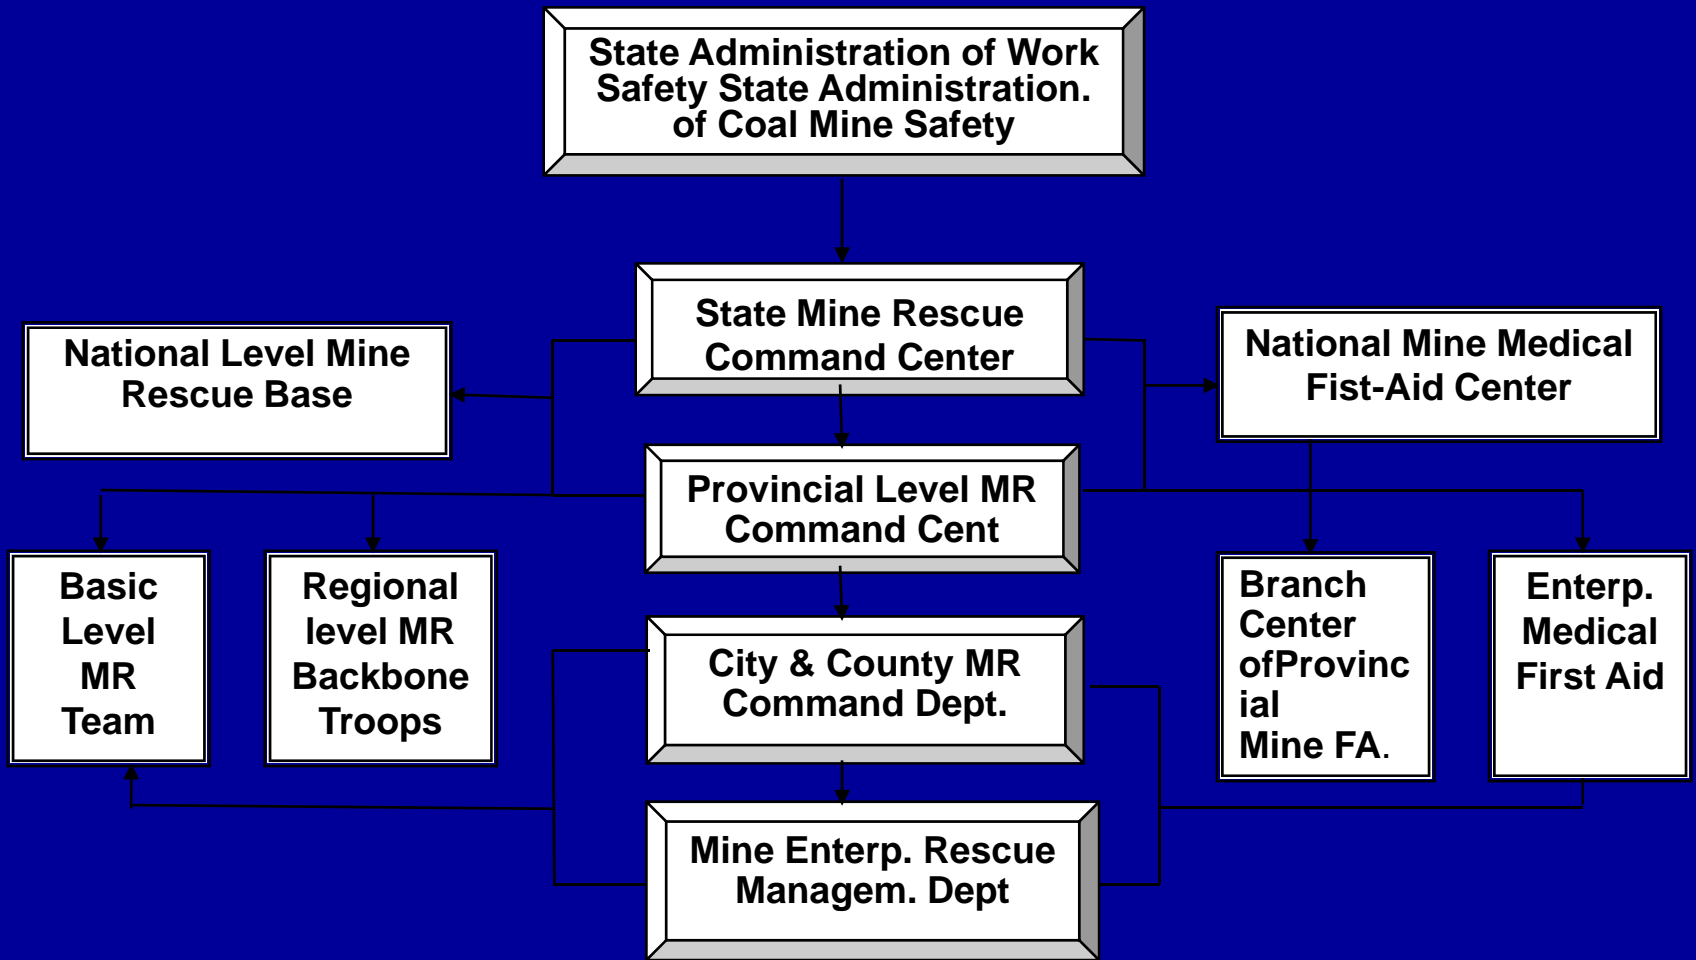 State Administration of Work
Safety State Administration.
of Coal Mine Safety
State Mine Rescue
Command Center
National Level Mine
Rescue Base
National Mine Medical
Fist-Aid Center
Provincial Level MR
Command Cent
Basic
Level
MR
Team
Regional
level MR
Backbone
Troops
Branch
Center
ofProvinc
ial
Mine FA.
Enterp.
Medical
First Aid
City & County MR
Command Dept.
Mine Enterp. Rescue
Managem. Dept